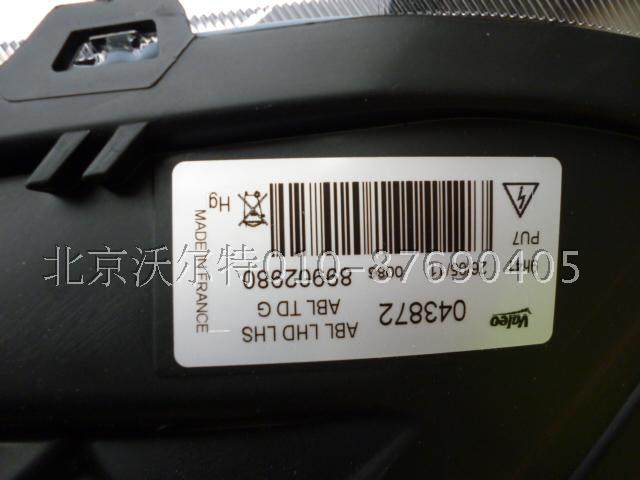 北京沃尔特010-87690405
Valeo
043872
ABL LHD LHS
ABL TD G
89902980
PU7
Hg
MADE IN FRANCE